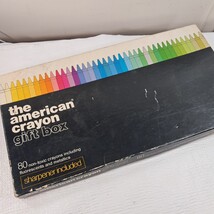 the
american
crayon
gift box
80 non-toxic crayons including
fluorescents and metallics
sharpener included